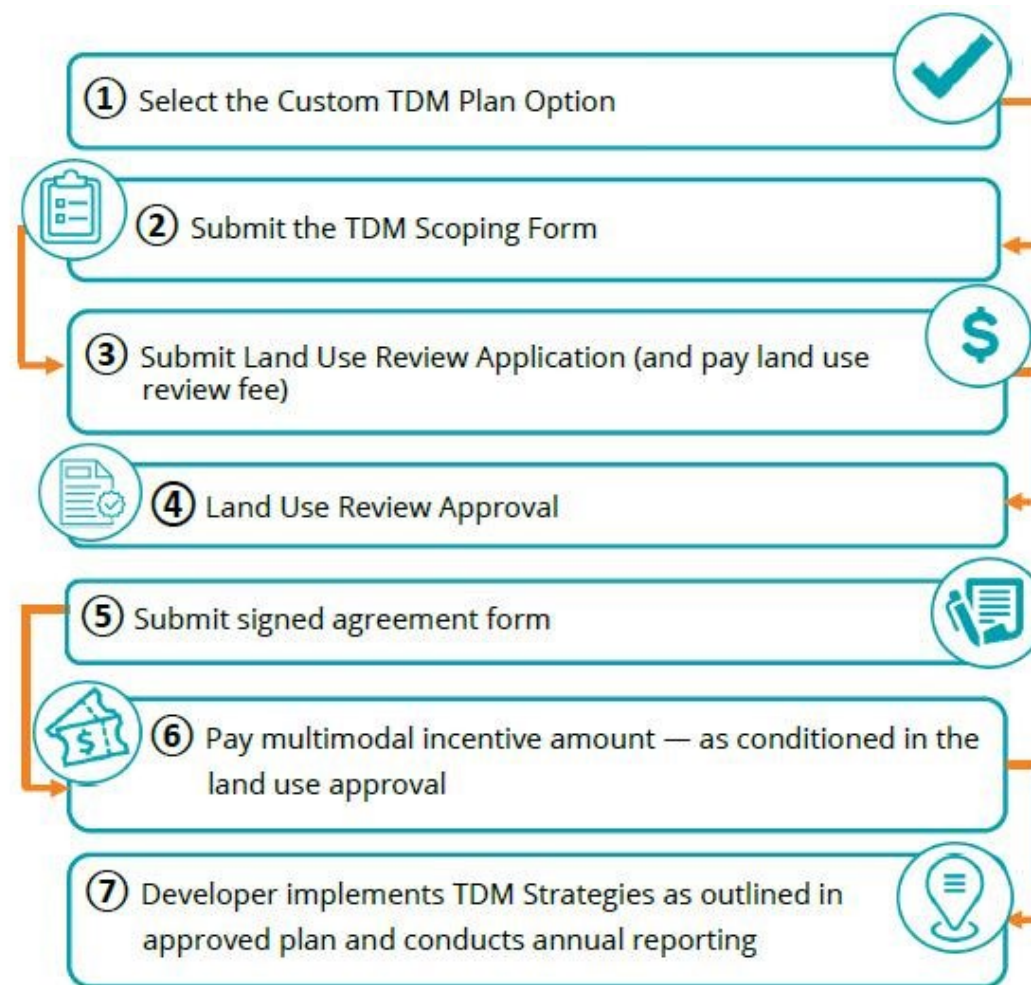 ① Select the Custom TDM Plan Option
② Submit the TDM Scoping Form
$
③ Submit Land Use Review Application (and pay land use
review fee)
④ Land Use Review Approval
⑤ Submit signed agreement form
$
⑥ Pay multimodal incentive amount — as conditioned in the
land use approval
⑦ Developer implements TDM Strategies as outlined in
approved plan and conducts annual reporting